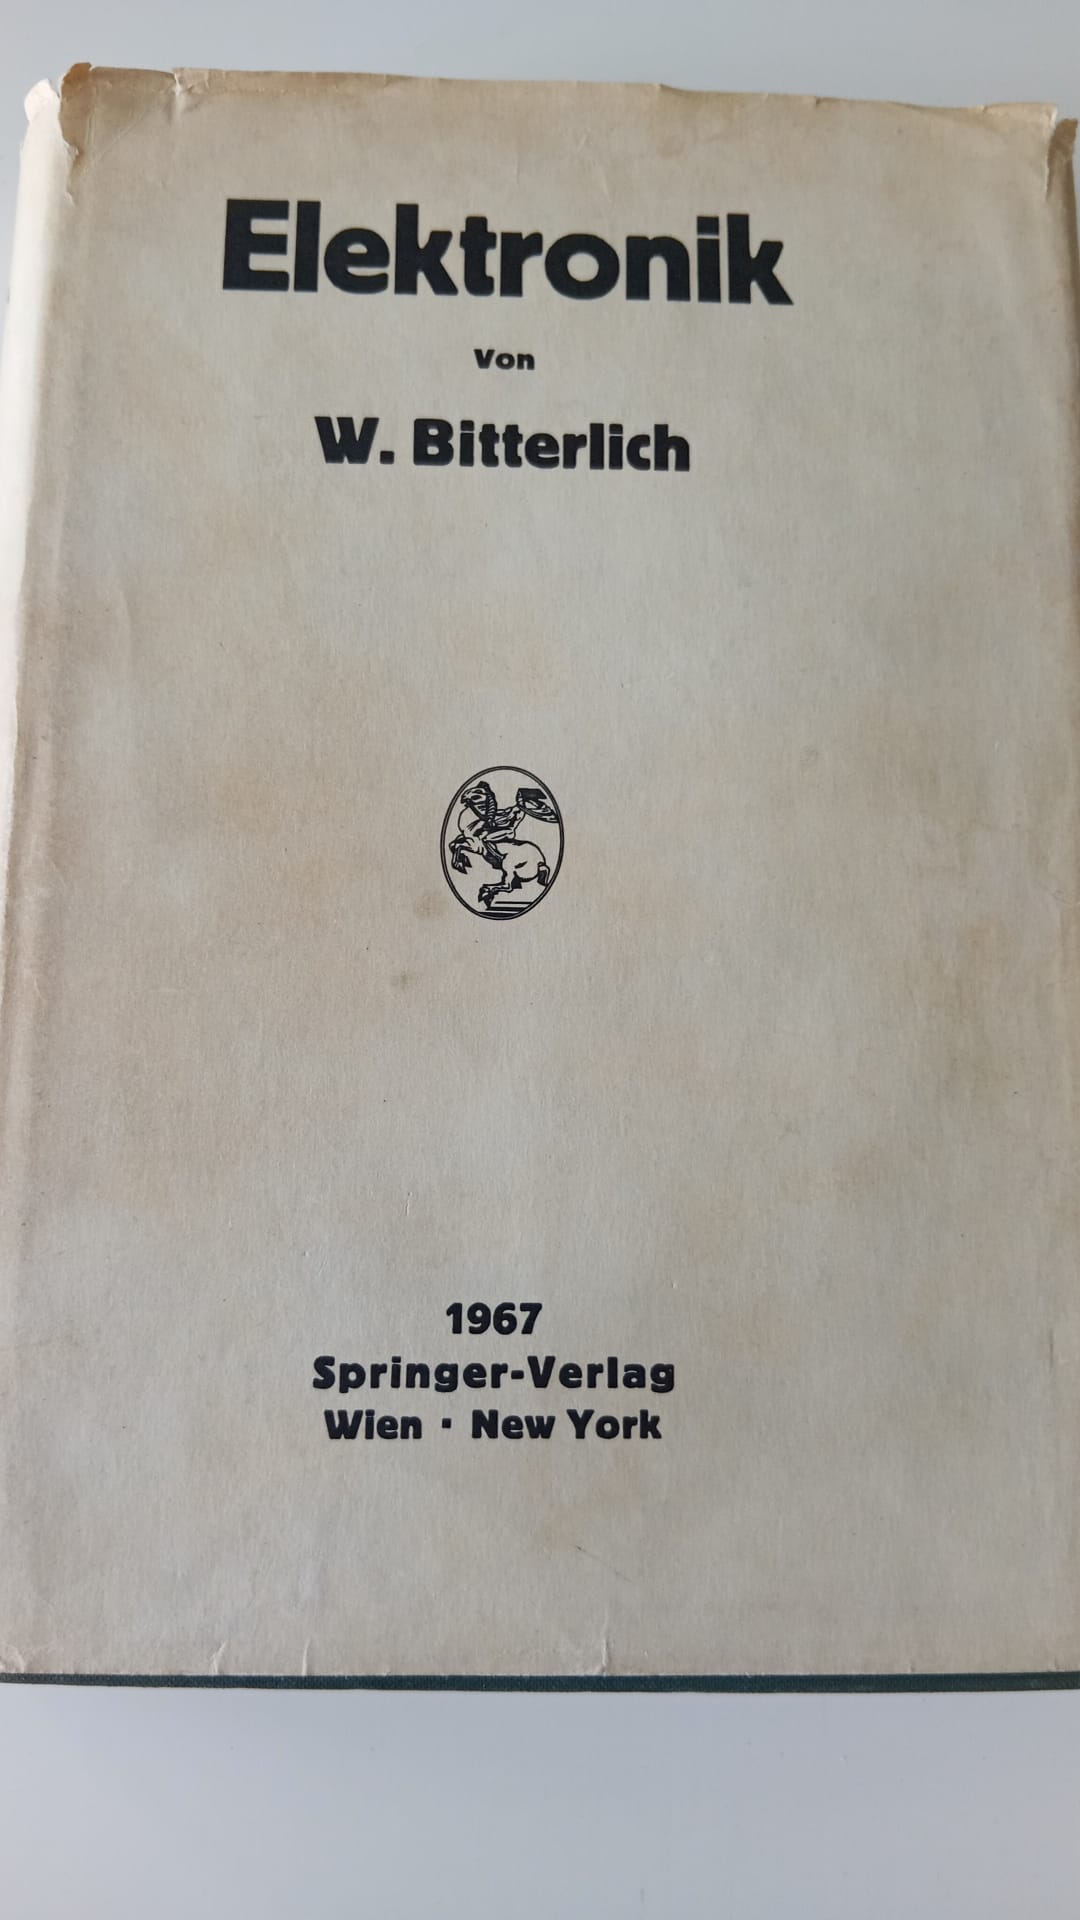 Elektronik
Von
W. Bitterlich
1967
Springer-Verlag
Wien · New York